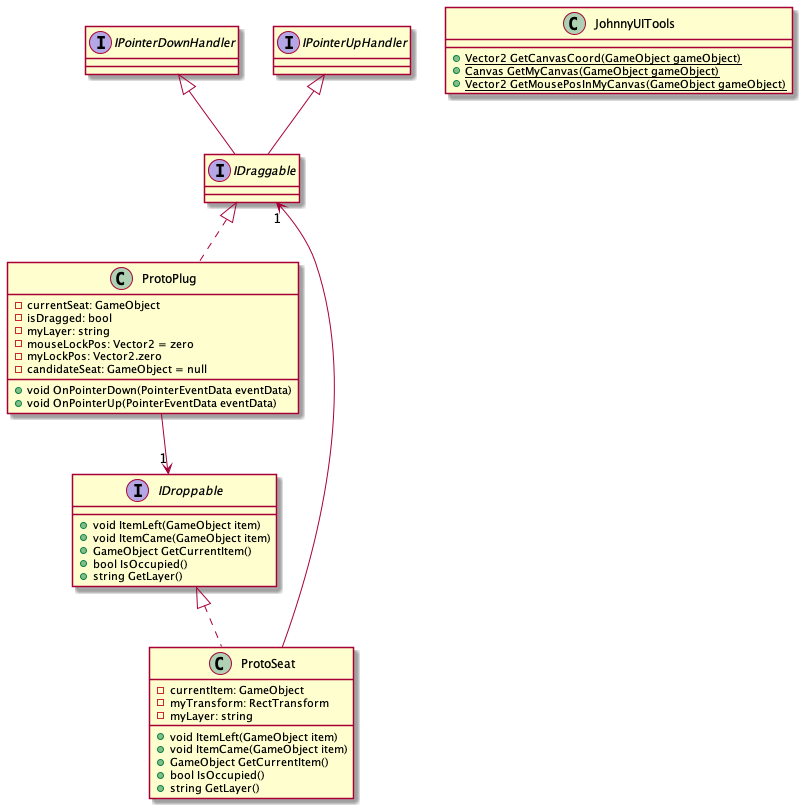 I IPointerDownHandler
I IPointerUpHandler
C JohnnyUITools
Vector2 GetCanvasCoord(GameObject gameObject)
Canvas GetMyCanvas(GameObject gameObject)
Vector2 GetMousePosInMyCanvas(GameObject gameObject)
I IDraggable
1
C ProtoPlug
currentSeat: GameObject
isDragged: bool
myLayer: string
mouseLockPos: Vector2 = zero
myLockPos: Vector2.zero
candidateSeat: GameObject = null
void OnPointerDown(PointerEventData eventData)
void OnPointerUp(PointerEventData eventData)
1
I IDroppable
void ItemLeft(GameObject item)
void ItemCame(GameObject item)
GameObject GetCurrentItem()
bool IsOccupied()
string GetLayer()
C ProtoSeat
currentItem: GameObject
myTransform: RectTransform
myLayer: string
void ItemLeft(GameObject item)
void ItemCame(GameObject item)
GameObject GetCurrentItem()
bool IsOccupied()
string GetLayer()